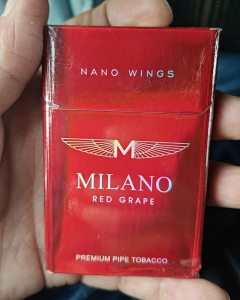 NANO WINGS
M
MILANO
RED GRAPE
PREMIUM PIPE TOBACCO